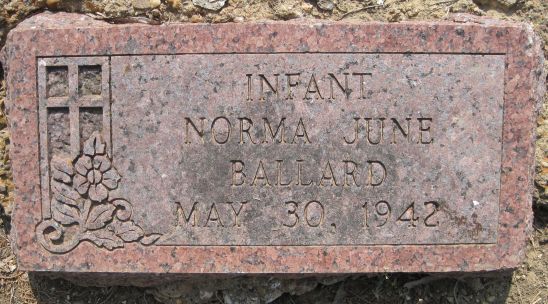 INFANT
NORMA JUNE
BALLARD
MAY 30, 1942